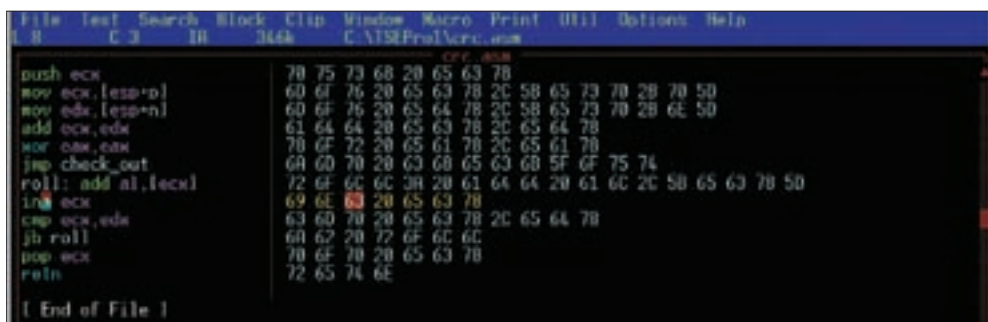 File Text Search Block Clip Window Macro Print Util Options Help
L 8 C 3 IA 346k C:\TSEPro1\crc.asm
crc.asm
push ecx 70 75 73 68 20 65 63 78
mov ecx,[esp+p] 6D 6F 76 20 65 63 78 2C 5B 65 73 70 2B 70 5D
mov edx,[esp+n] 6D 6F 76 20 65 64 78 2C 5B 65 73 70 2B 6E 5D
add ecx,edx 61 64 64 20 65 63 78 2C 65 64 78
xor eax,eax 78 6F 72 20 65 61 78 2C 65 61 78
jmp check_out 6A 6D 70 20 63 68 65 63 6B 5F 6F 75 74
roll: add al,[ecx] 72 6F 6C 6C 3A 20 61 64 64 20 61 6C 2C 5B 65 63 78 5D
inc ecx 69 6E 63 20 65 63 78
cmp ecx,edx 63 6D 70 20 65 63 78 2C 65 64 78
jb roll 6A 62 20 72 6F 6C 6C
pop ecx 70 6F 70 20 65 63 78
retn 72 65 74 6E
[ End of File ]